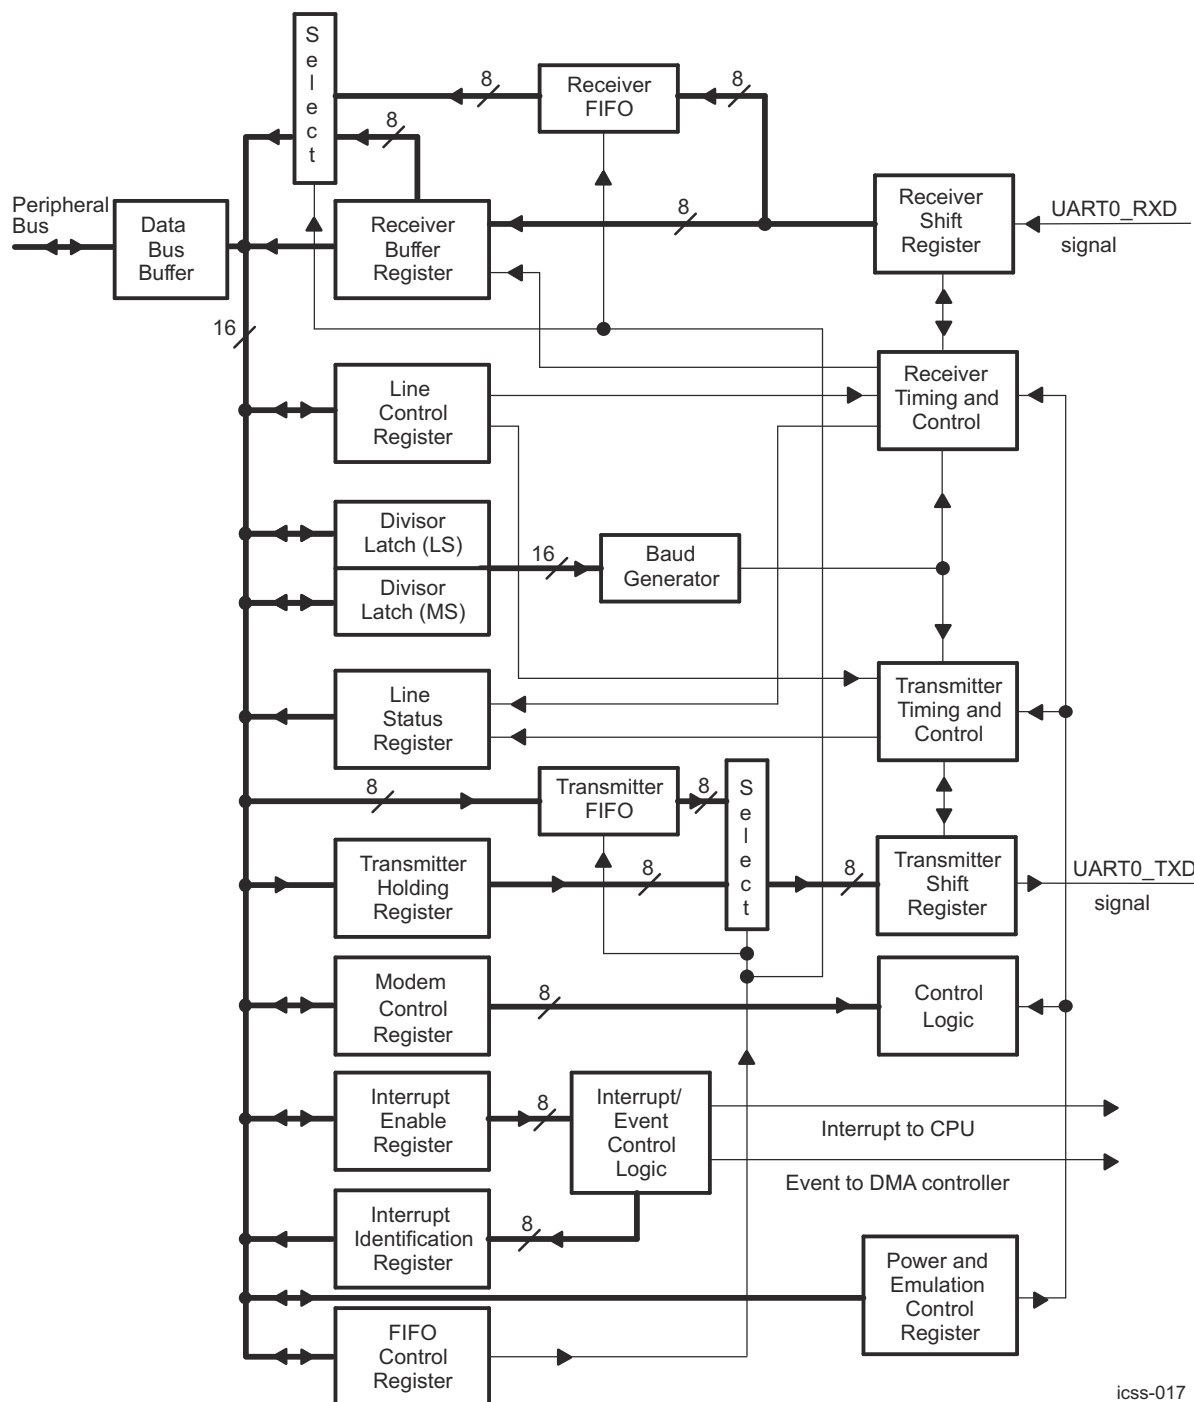 S
e
l
e
c
t
8
Receiver
FIFO
8
8
Peripheral
Bus
Data
Bus
Buffer
Receiver
Buffer
Register
8
Receiver
Shift
Register
UART0_RXD
signal
16
Line
Control
Register
Receiver
Timing and
Control
Divisor
Latch (LS)
Divisor
Latch (MS)
16
Baud
Generator
Line
Status
Register
Transmitter
Timing and
Control
8
Transmitter
FIFO
8
S
e
l
e
c
t
Transmitter
Holding
Register
8
8
Transmitter
Shift
Register
UART0_TXD
signal
Modem
Control
Register
8
Control
Logic
Interrupt
Enable
Register
8
Interrupt/
Event
Control
Logic
Interrupt to CPU
Event to DMA controller
Interrupt
Identification
Register
8
Power and
Emulation
Control
Register
FIFO
Control
Register
icss-017